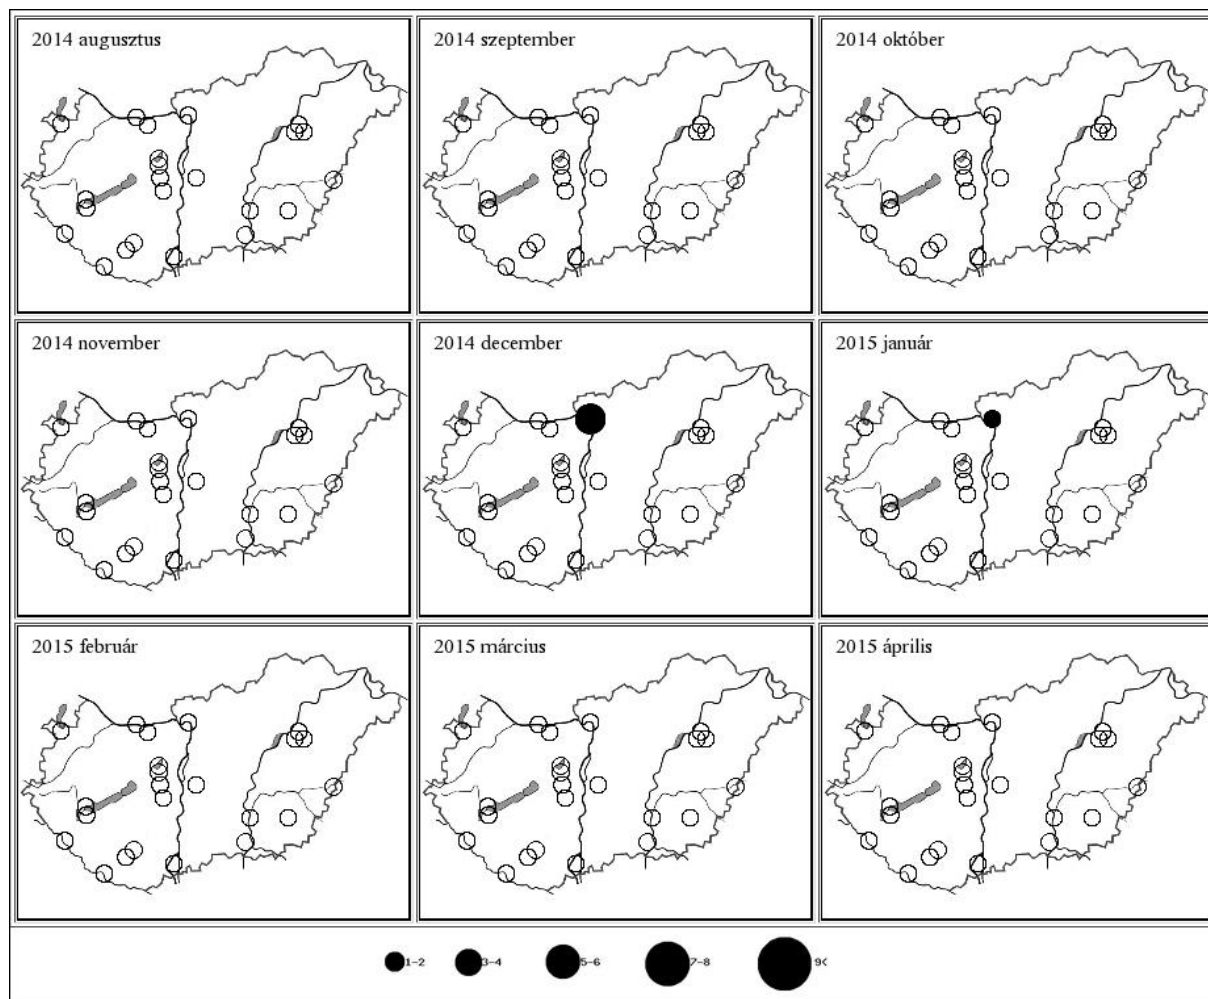 2014 augusztus
2014 szeptember
2014 október
2014 november
2014 december
2015 január
2015 február
2015 március
2015 április
1-2 3-4 5-6 7-8 9<